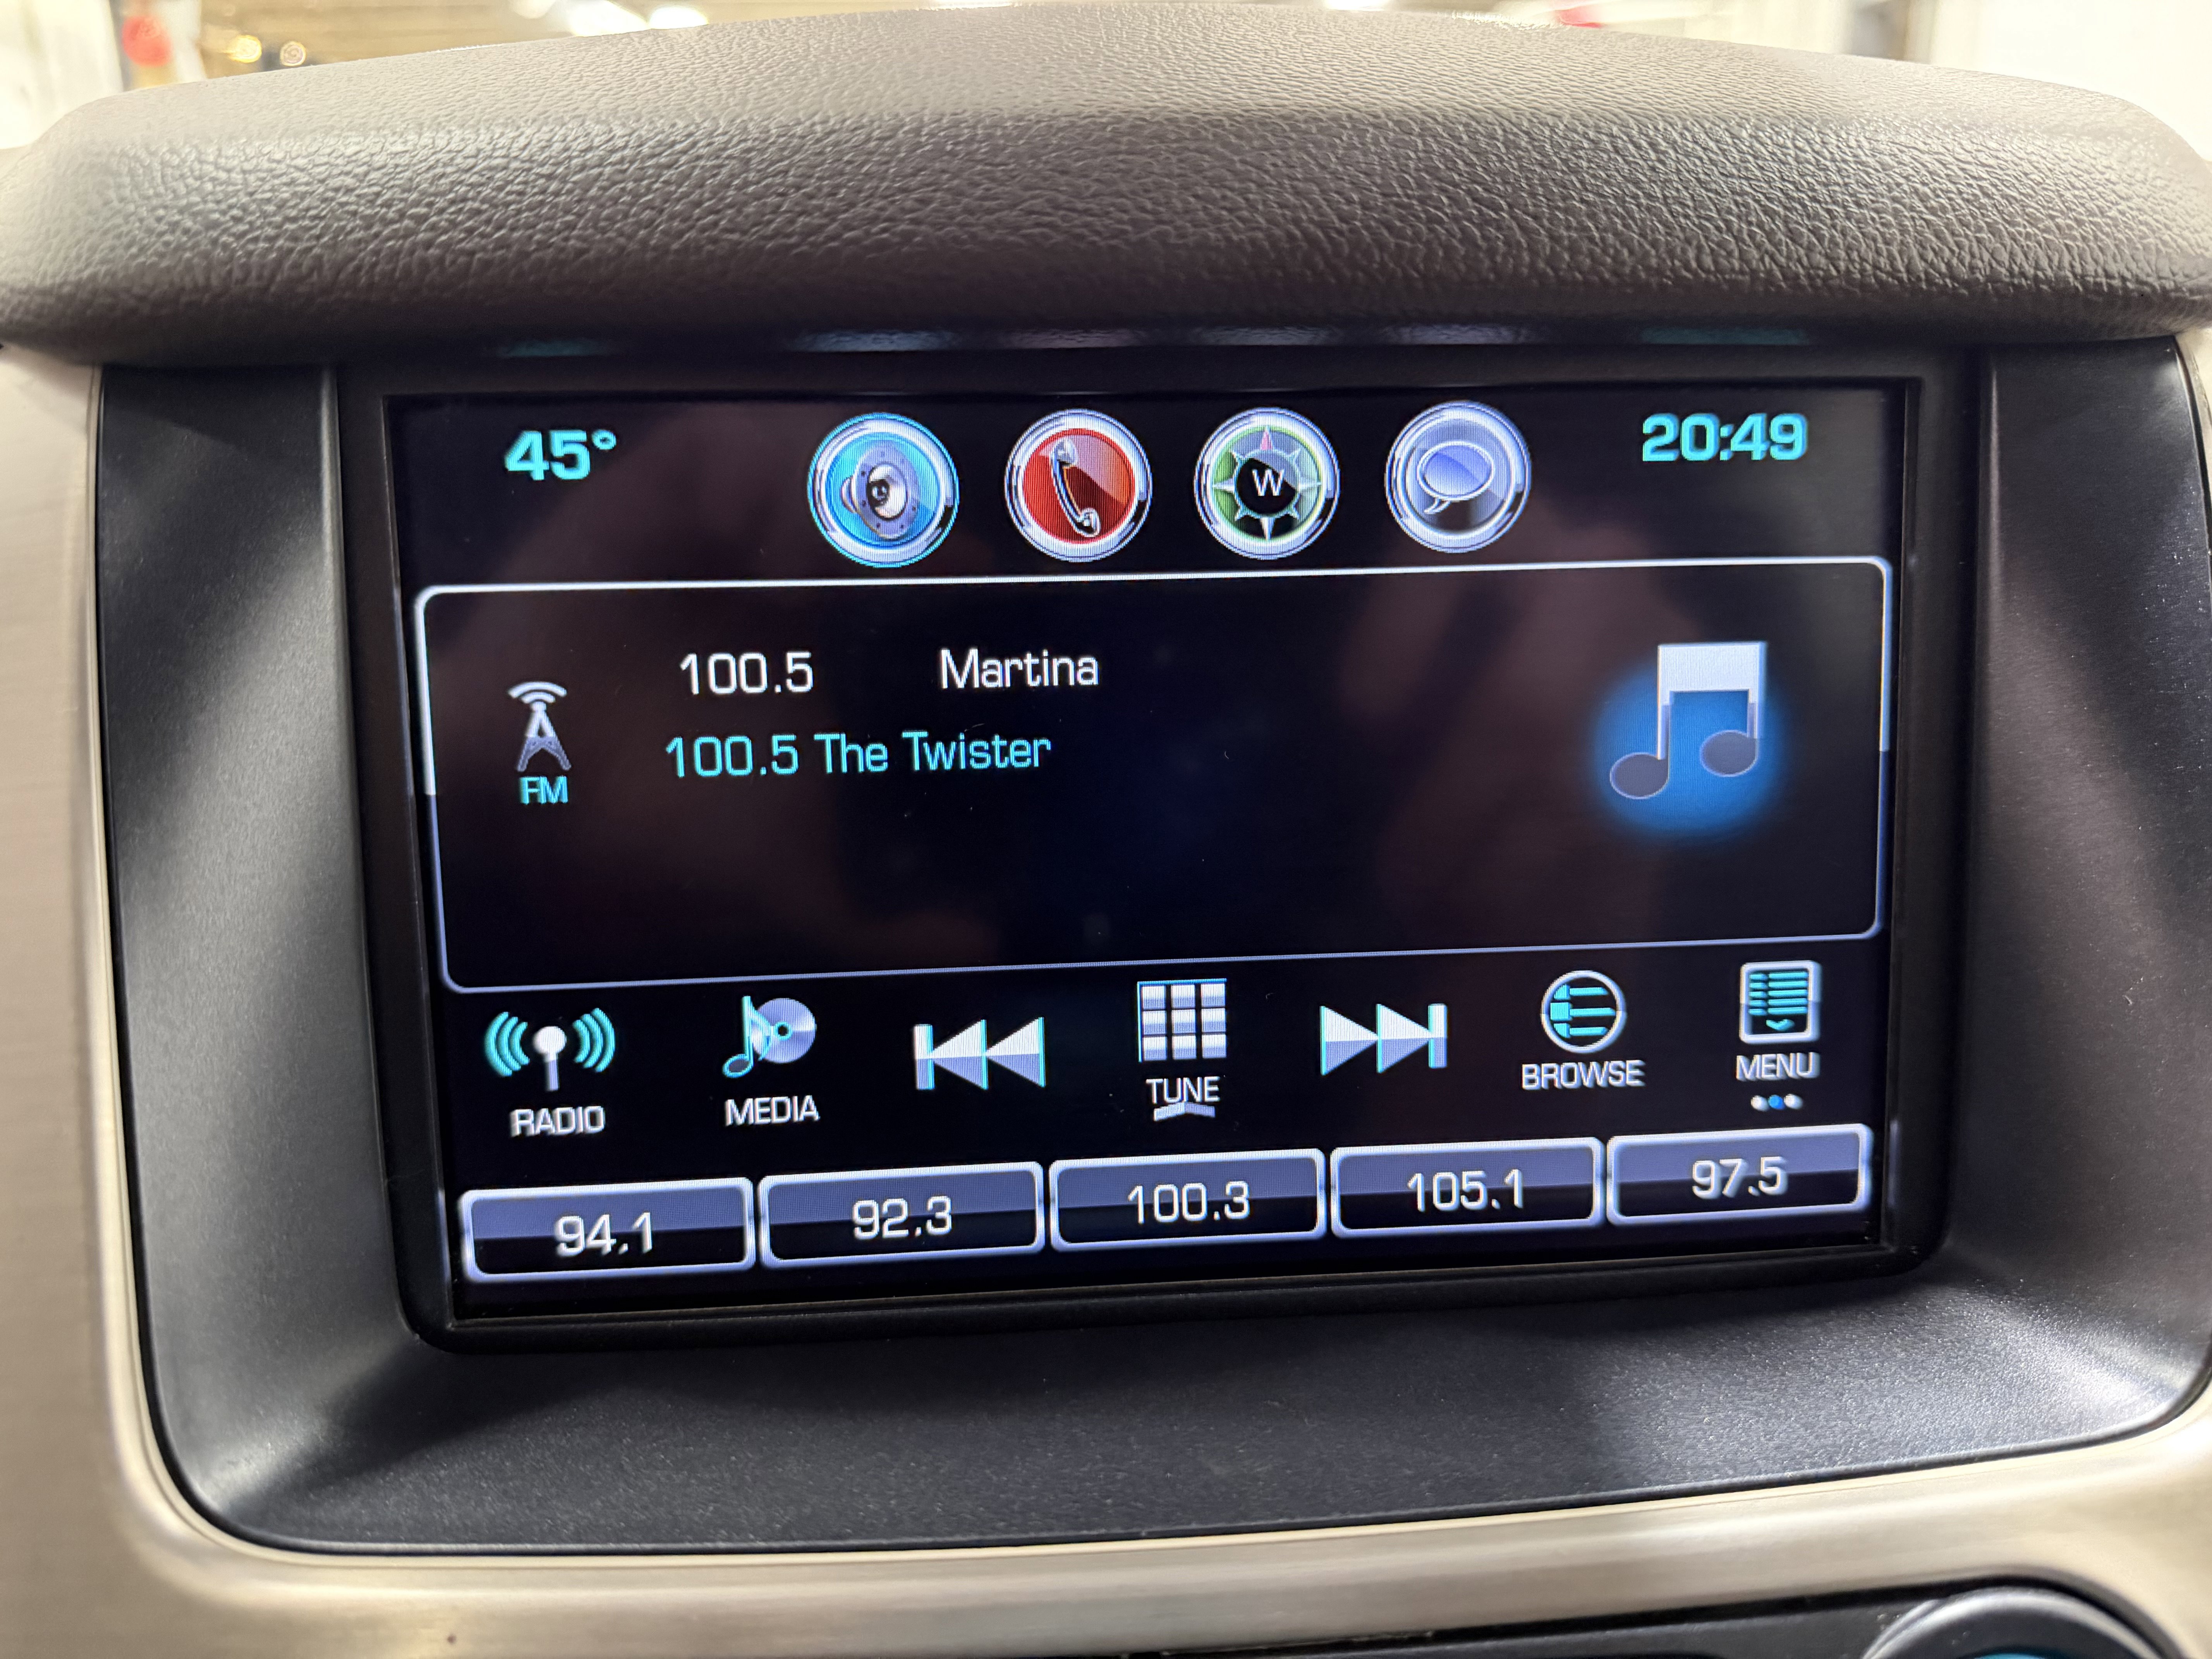 45° 20:49
W
100.5 Martina
100.5 The Twister
FM
RADIO MEDIA TUNE BROWSE MENU
94.1 92.3 100.3 105.1 97.5